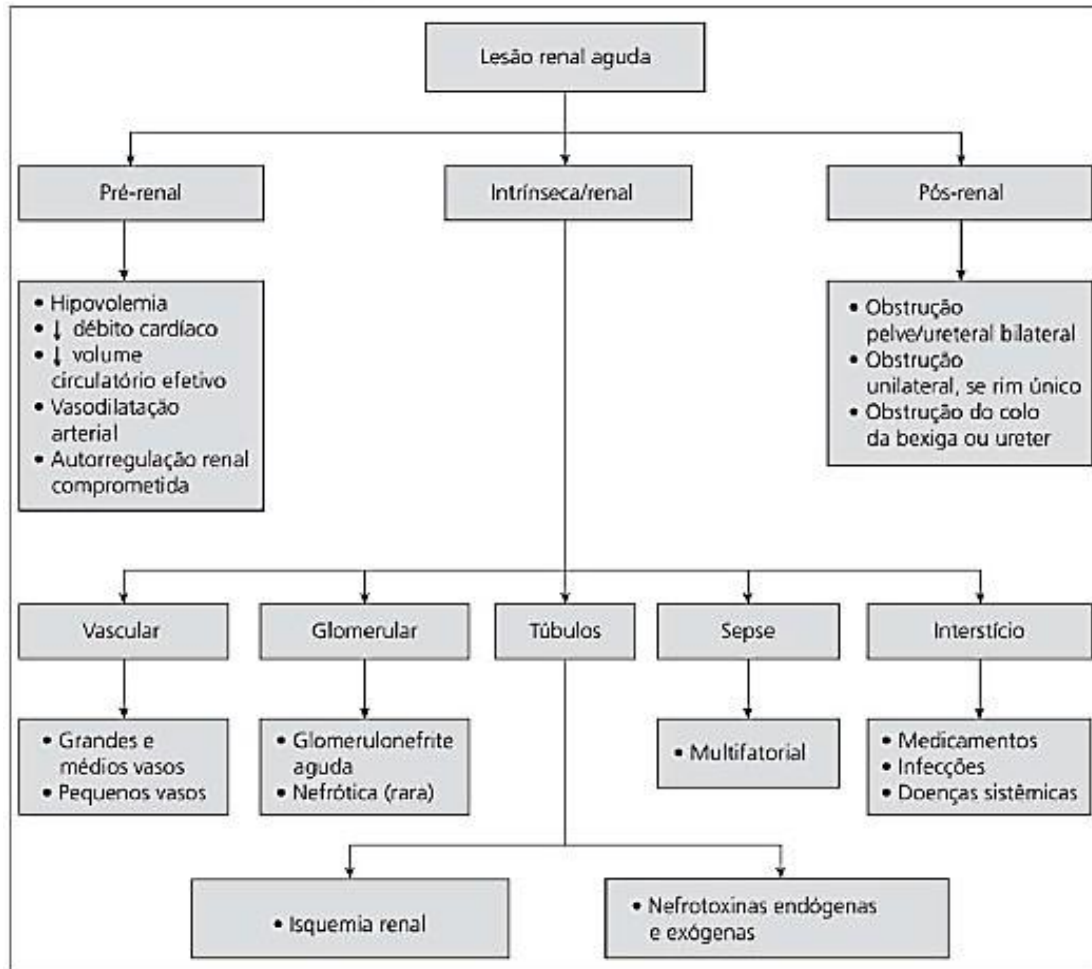 Lesão renal aguda
Pré-renal
Intrínseca/renal
Pós-renal
• Hipovolemia
• ↓ débito cardíaco
• ↓ volume
circulatório efetivo
• Vasodilatação
arterial
• Autorregulação renal
comprometida
• Obstrução
pelve/ureteral bilateral
• Obstrução
unilateral, se rim único
• Obstrução do colo
da bexiga ou ureter
Vascular
Glomerular
Túbulos
Sepse
Interstício
• Grandes e
médios vasos
• Pequenos vasos
• Glomerulonefrite
aguda
• Nefrótica (rara)
• Multifatorial
• Medicamentos
• Infecções
• Doenças sistêmicas
• Isquemia renal
• Nefrotoxinas endógenas
e exógenas